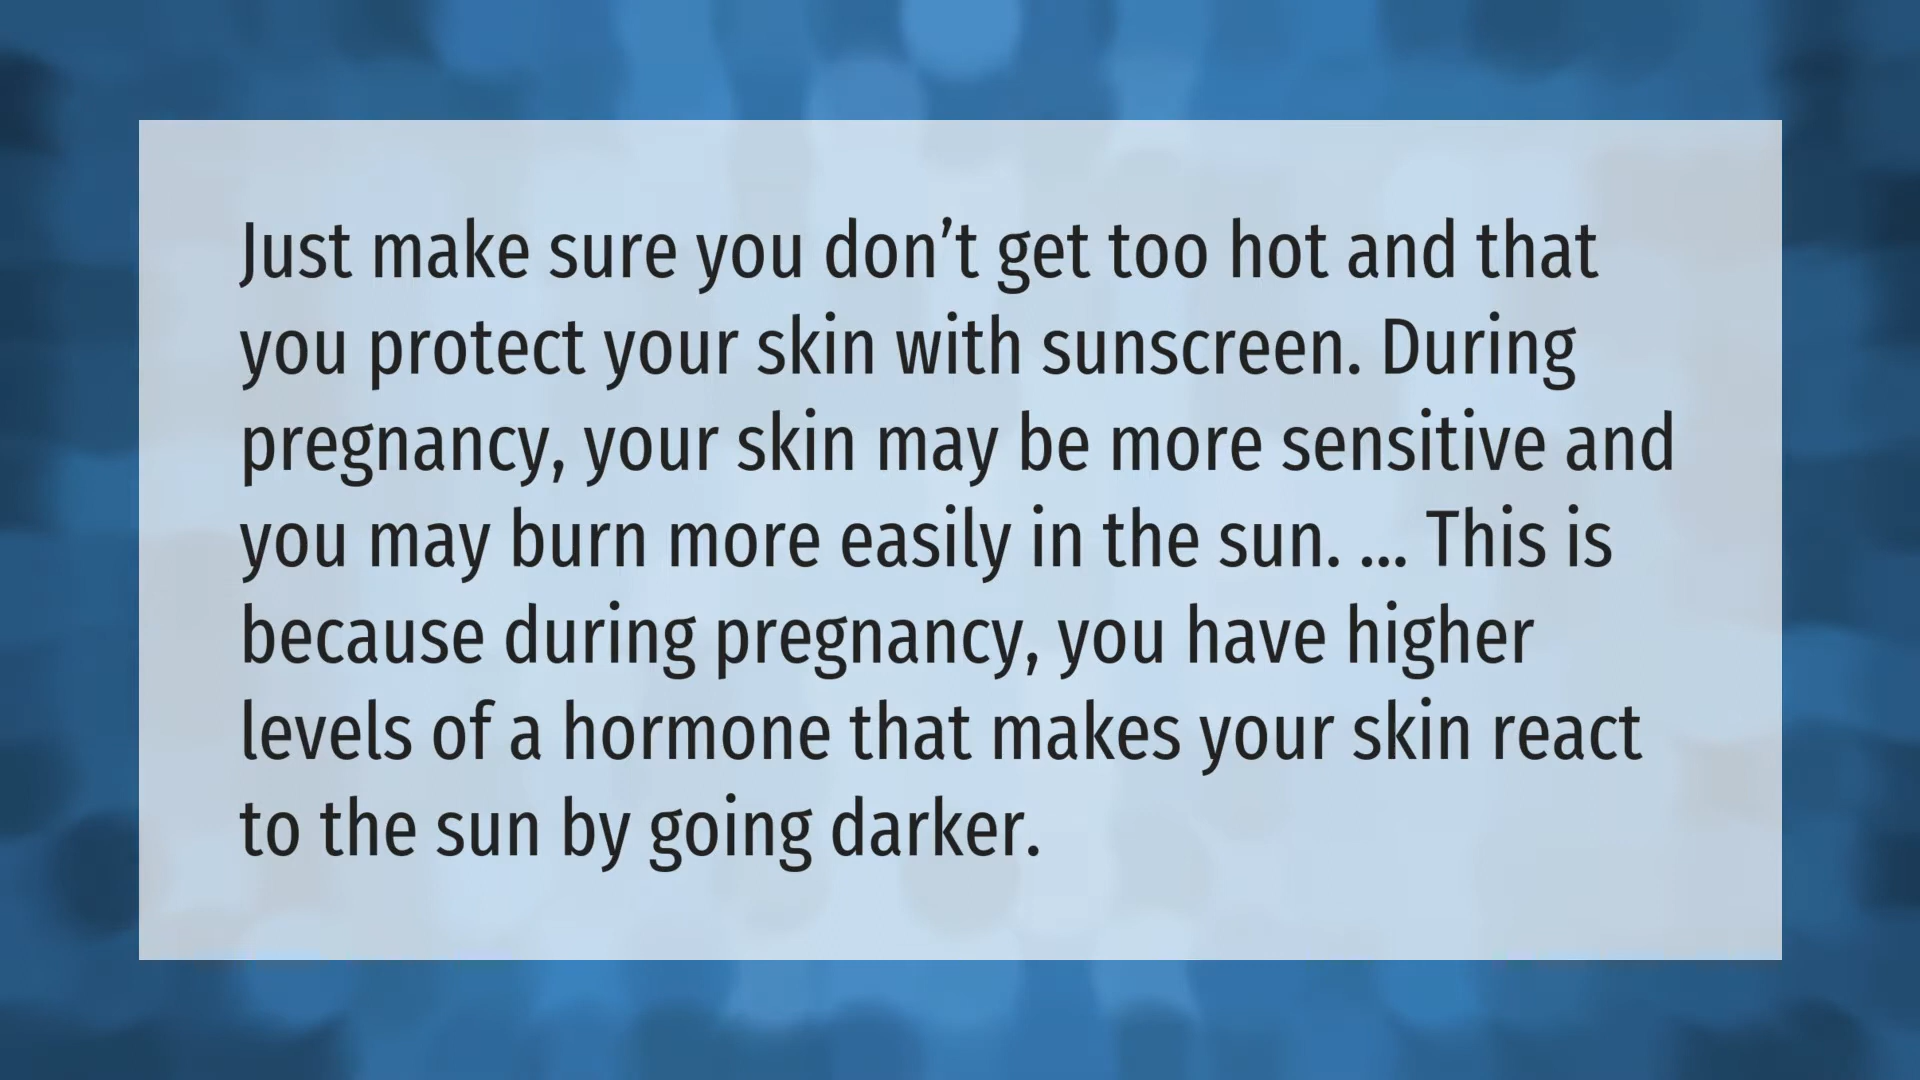 Just make sure you don’t get too hot and that
you protect your skin with sunscreen. During
pregnancy, your skin may be more sensitive and
you may burn more easily in the sun. ... This is
because during pregnancy, you have higher
levels of a hormone that makes your skin react
to the sun by going darker.